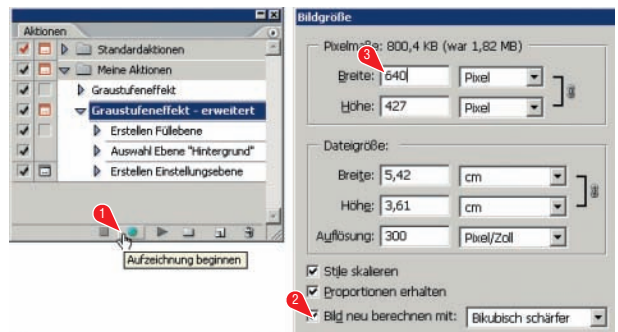 Aktionen
Standardaktionen
Meine Aktionen
Graustufeneffekt
Graustufeneffekt - erweitert
Erstellen Füllebene
Auswahl Ebene "Hintergrund"
Erstellen Einstellungsebene
1
Aufzeichnung beginnen
Bildgröße
Pixelmaße: 800,4 KB (war 1,82 MB)
3
Breite: 640 Pixel
Höhe: 427 Pixel
Dateigröße:
Breite: 5,42 cm
Höhe: 3,61 cm
Auflösung: 300 Pixel/Zoll
Stile skalieren
Proportionen erhalten
2
Bild neu berechnen mit: Bikubisch schärfer